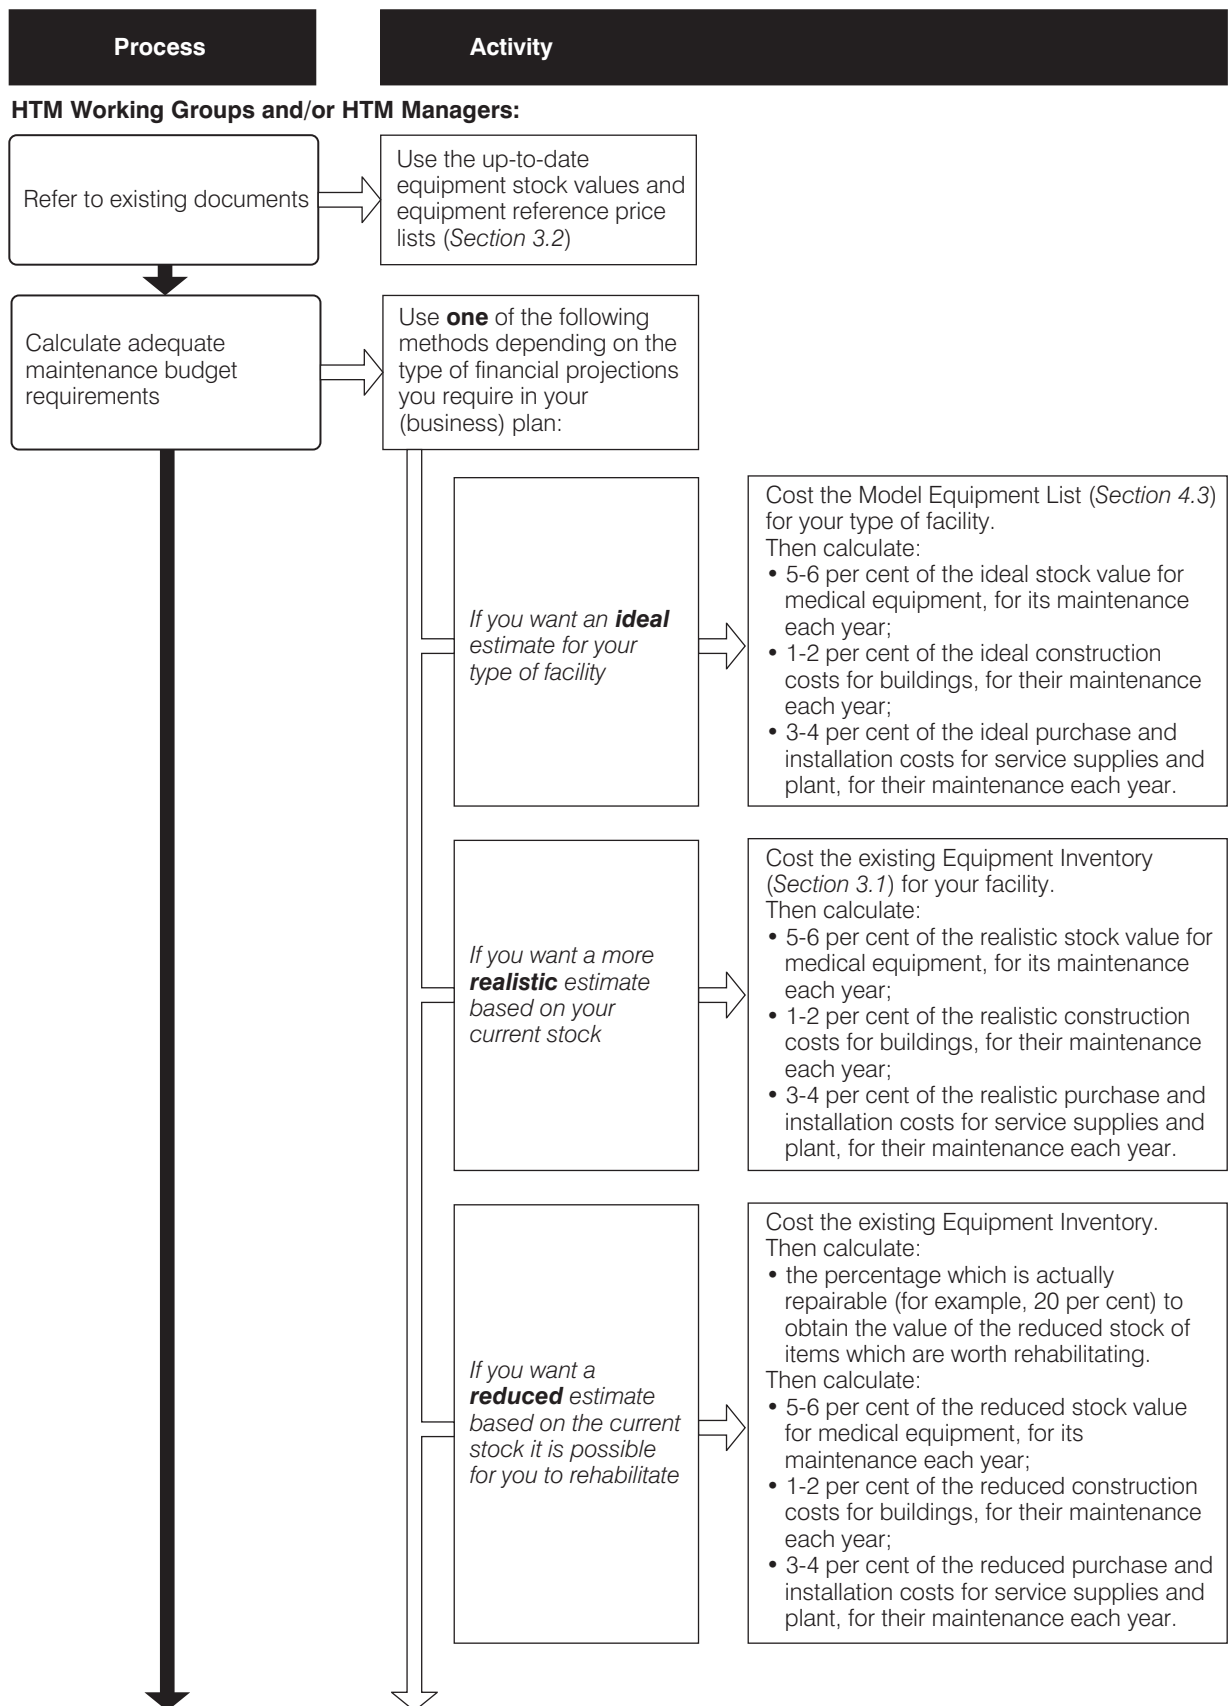 Process
Activity
HTM Working Groups and/or HTM Managers:
Refer to existing documents
Use the up-to-date
equipment stock values and
equipment reference price
lists (Section 3.2)
Calculate adequate
maintenance budget
requirements
Use one of the following
methods depending on the
type of financial projections
you require in your
(business) plan:
If you want an ideal
estimate for your
type of facility
Cost the Model Equipment List (Section 4.3)
for your type of facility.
Then calculate:
• 5-6 per cent of the ideal stock value for
medical equipment, for its maintenance
each year;
• 1-2 per cent of the ideal construction
costs for buildings, for their maintenance
each year;
• 3-4 per cent of the ideal purchase and
installation costs for service supplies and
plant, for their maintenance each year.
If you want a more
realistic estimate
based on your
current stock
Cost the existing Equipment Inventory
(Section 3.1) for your facility.
Then calculate:
• 5-6 per cent of the realistic stock value for
medical equipment, for its maintenance
each year;
• 1-2 per cent of the realistic construction
costs for buildings, for their maintenance
each year;
• 3-4 per cent of the realistic purchase and
installation costs for service supplies and
plant, for their maintenance each year.
If you want a
reduced estimate
based on the current
stock it is possible
for you to rehabilitate
Cost the existing Equipment Inventory.
Then calculate:
• the percentage which is actually
repairable (for example, 20 per cent) to
obtain the value of the reduced stock of
items which are worth rehabilitating.
Then calculate:
• 5-6 per cent of the reduced stock value
for medical equipment, for its
maintenance each year;
• 1-2 per cent of the reduced construction
costs for buildings, for their maintenance
each year;
• 3-4 per cent of the reduced purchase and
installation costs for service supplies and
plant, for their maintenance each year.